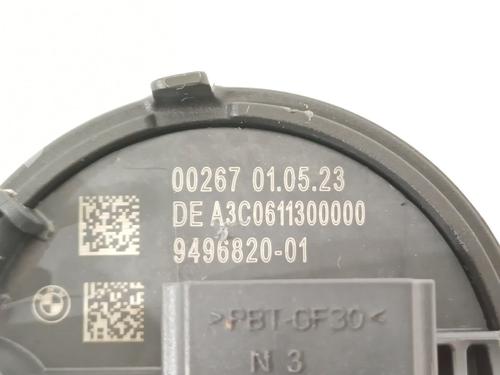 00267 01.05.23
DE A3C0611300000
9496820-01
>PBT-GF30<
N 3